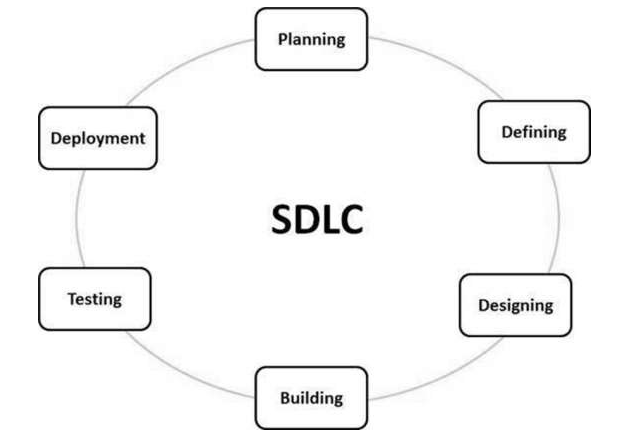 Planning
Defining
Designing
Building
Testing
Deployment
SDLC